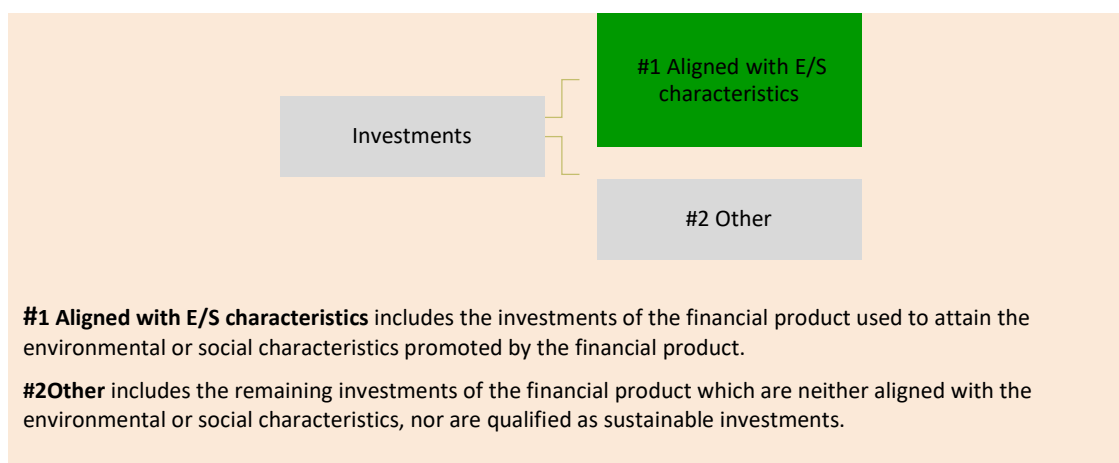 #1 Aligned with E/S
characteristics
Investments
#2 Other
#1 Aligned with E/S characteristics includes the investments of the financial product used to attain the
environmental or social characteristics promoted by the financial product.
#2Other includes the remaining investments of the financial product which are neither aligned with the
environmental or social characteristics, nor are qualified as sustainable investments.